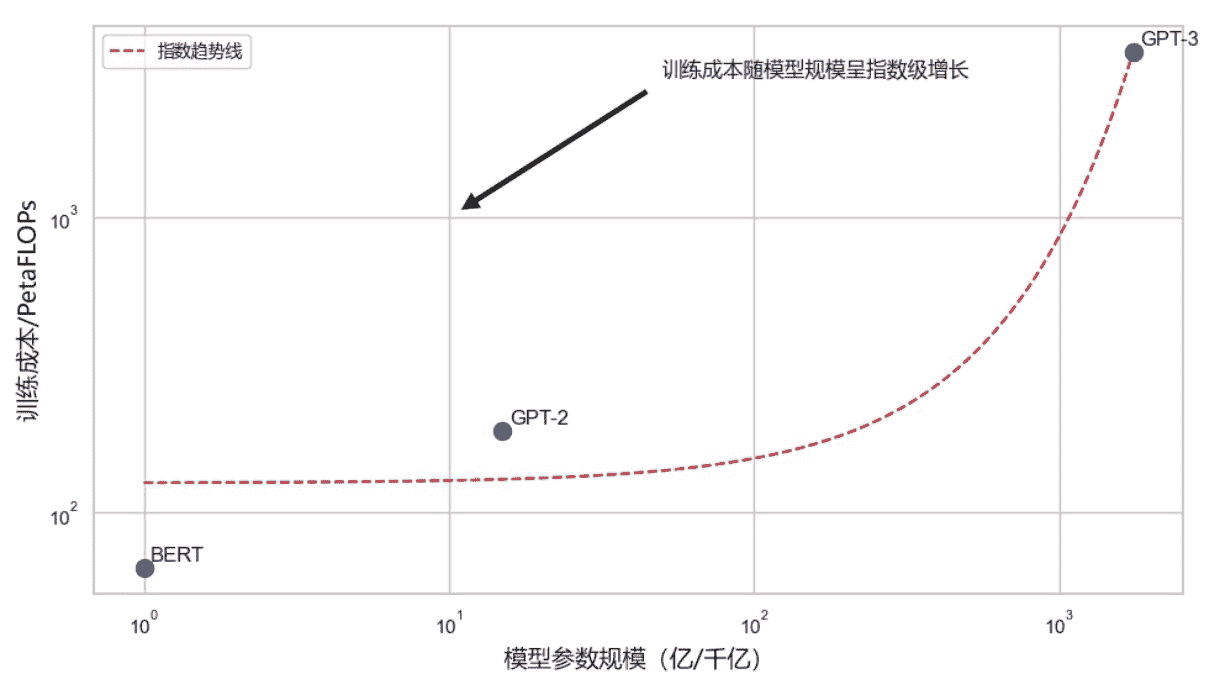 指数趋势线
GPT-3
训练成本随模型规模呈指数级增长
训练成本/PetaFLOPs
10³
GPT-2
10²
BERT
10⁰
10¹
10²
10³
模型参数规模（亿/千亿）